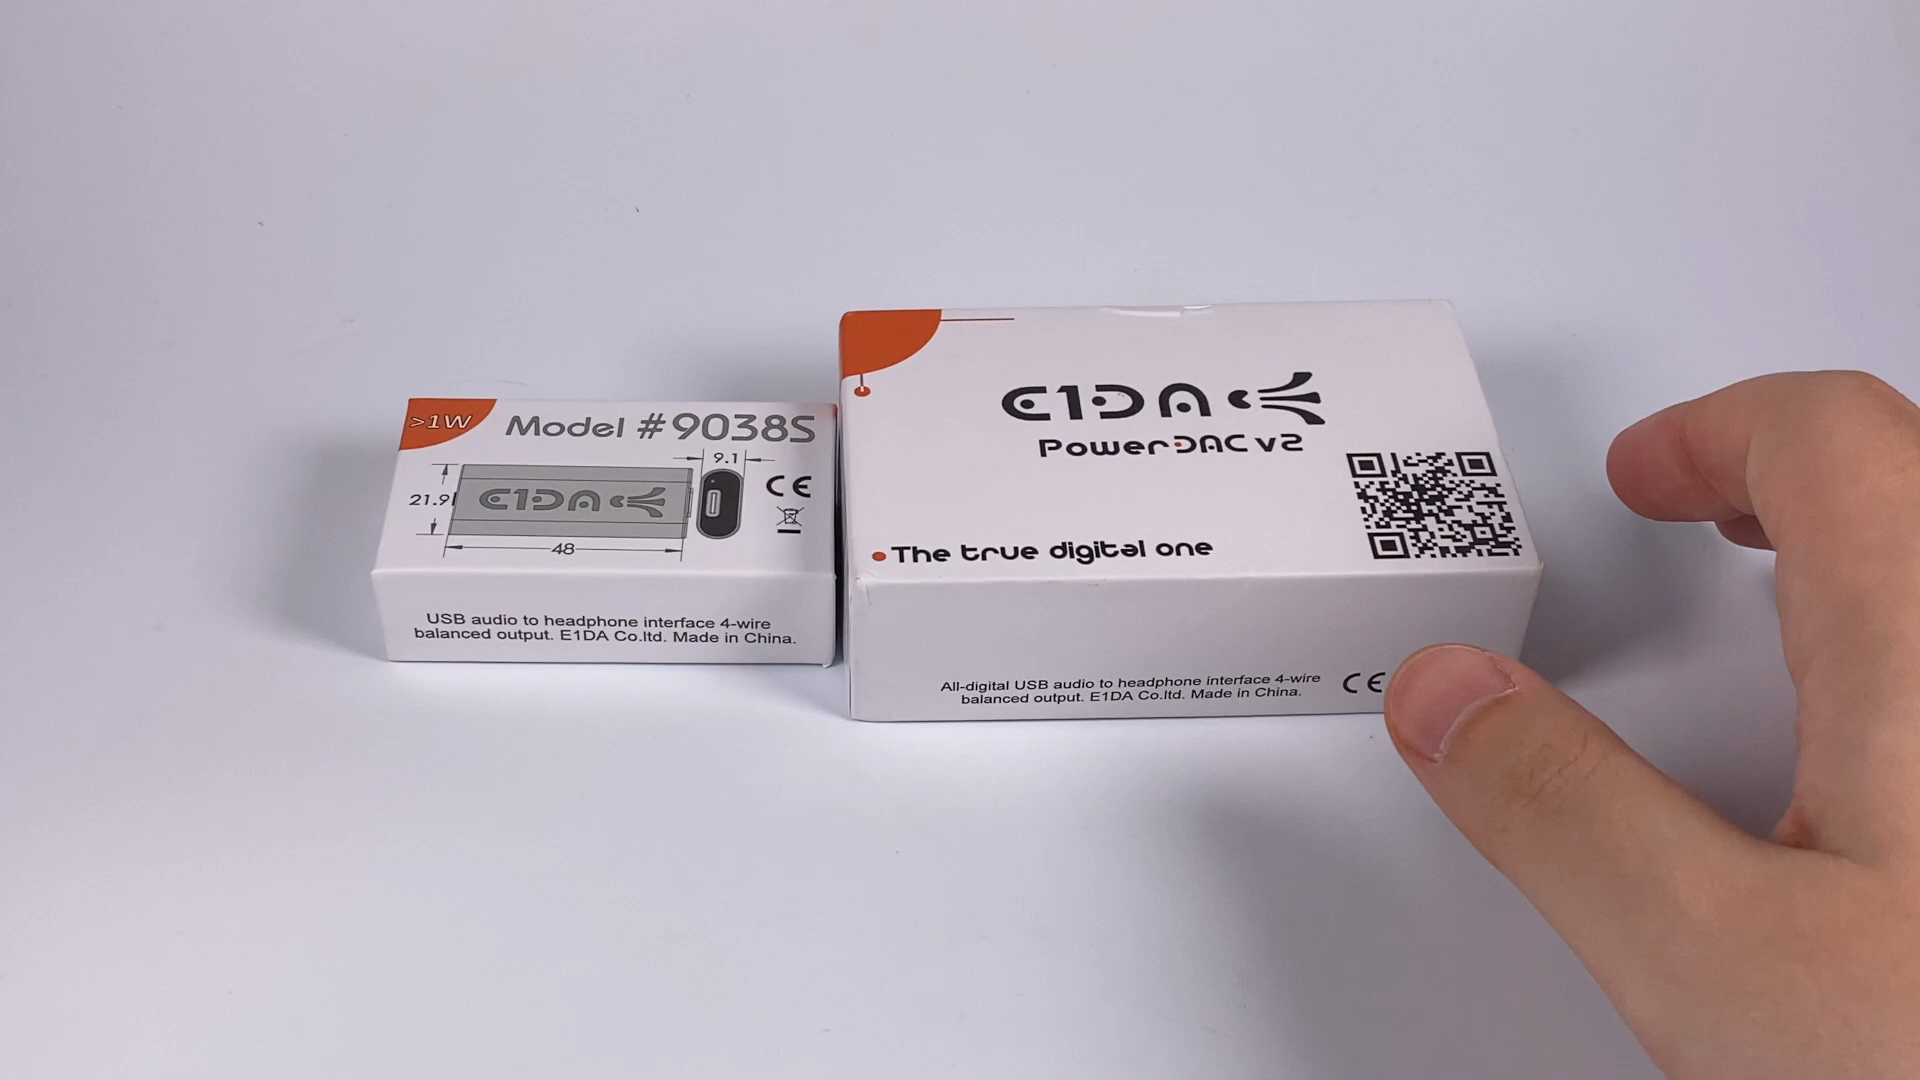 >1W
Model #9038S
9.1
21.9
E1DA
CE
48
USB audio to headphone interface 4-wire
balanced output. E1DA Co.ltd. Made in China.
E1DA
PowerDAC v2
The true digital one
All-digital USB audio to headphone interface 4-wire
balanced output. E1DA Co.ltd. Made in China.
CE